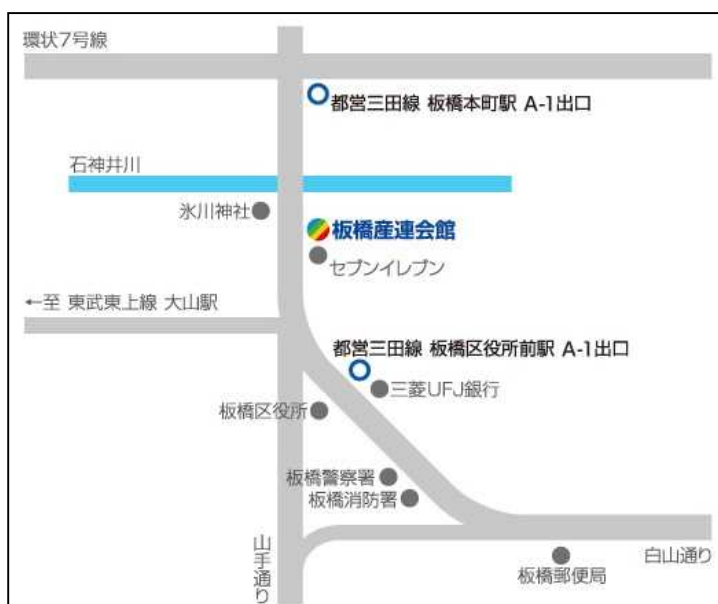 環状7号線
都営三田線 板橋本町駅 A-1出口
石神井川
氷川神社
板橋産連会館
セブンイレブン
←至 東武東上線 大山駅
都営三田線 板橋区役所前駅 A-1出口
三菱UFJ銀行
板橋区役所
板橋警察署
板橋消防署
山手通り
白山通り
板橋郵便局